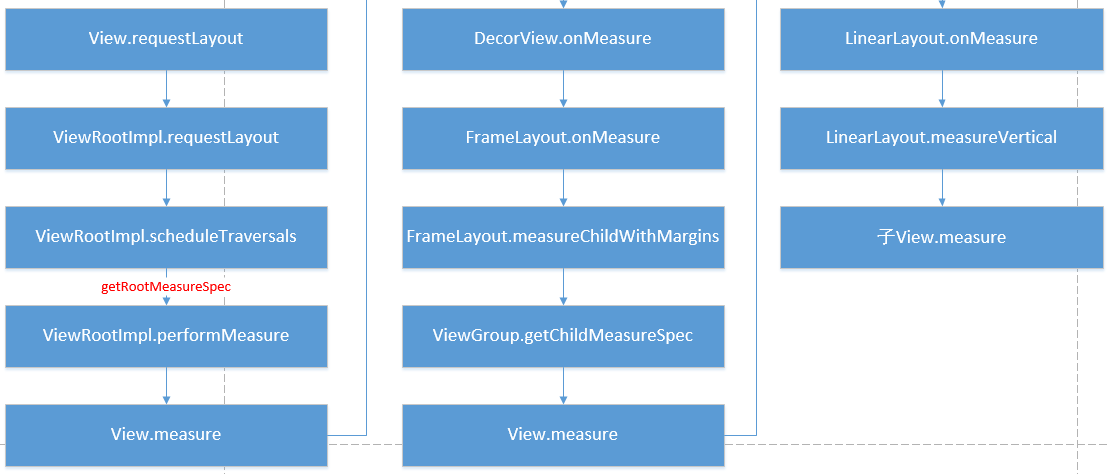 View.requestLayout
ViewRootImpl.requestLayout
ViewRootImpl.scheduleTraversals
getRootMeasureSpec
ViewRootImpl.performMeasure
View.measure
DecorView.onMeasure
FrameLayout.onMeasure
FrameLayout.measureChildWithMargins
ViewGroup.getChildMeasureSpec
View.measure
LinearLayout.onMeasure
LinearLayout.measureVertical
子View.measure